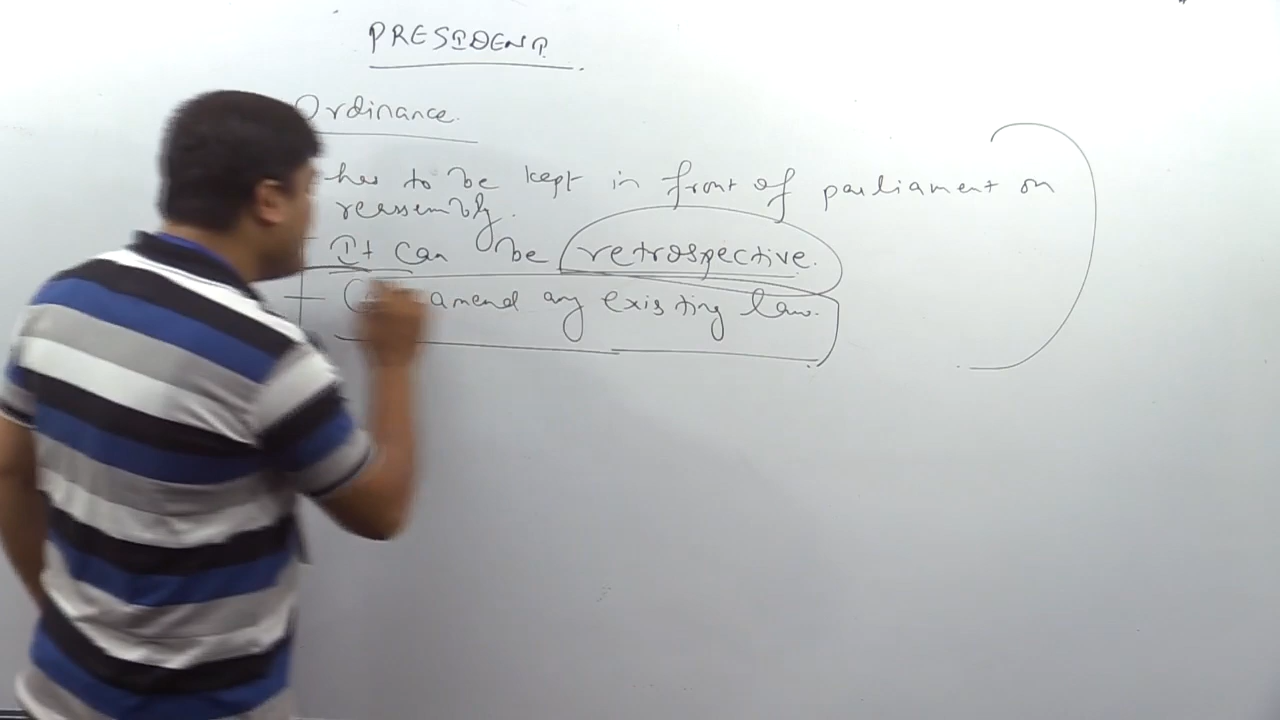 PRESIDENT
Ordinance.
has to be kept in front of parliament on
reassembly.
It can be retrospective.
amend any existing law.